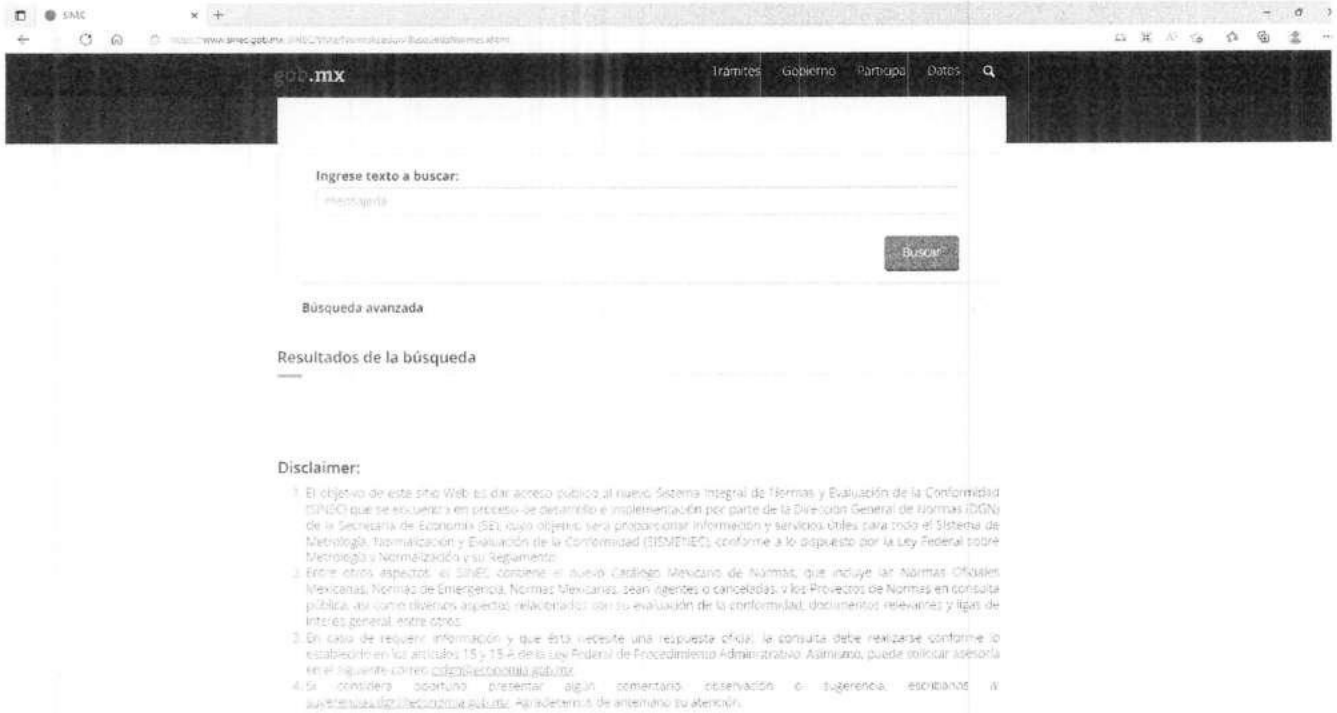 SINEC
gob.mx
Trámites Gobierno Participa Datos
Ingrese texto a buscar:
mensajería
Buscar
Búsqueda avanzada
Resultados de la búsqueda
Disclaimer:
1. El objetivo de este sitio Web es dar acceso público al nuevo Sistema Integral de Normas y Evaluación de la Conformidad
(SINEC) que se encuentra en proceso de desarrollo e implementación por parte de la Dirección General de Normas (DGN)
de la Secretaría de Economía (SE), cuyo objetivo será proporcionar información y servicios útiles para todo el Sistema de
Metrología, Normalización y Evaluación de la Conformidad (SISMENEC), conforme a lo dispuesto por la Ley Federal sobre
Metrología y Normalización y su Reglamento.
2. Entre otros aspectos, el SINEC contiene el nuevo Catálogo Mexicano de Normas, que incluye las Normas Oficiales
Mexicanas, Normas de Emergencia, Normas Mexicanas, sean vigentes o canceladas, y los Proyectos de Normas en consulta
pública, así como diversos aspectos relacionados con su evaluación de la conformidad, documentos relevantes y ligas de
interés general, entre otros.
3. En caso de requerir información y que ésta necesite una respuesta oficial, la consulta debe realizarse conforme lo
establecido en los artículos 15 y 15-A de la Ley Federal de Procedimiento Administrativo. Asimismo, puede solicitar asesoría
en el siguiente correo
4. Si considera oportuno presentar algún comentario, observación o sugerencia, escríbanos a
Agradecemos de antemano su atención.